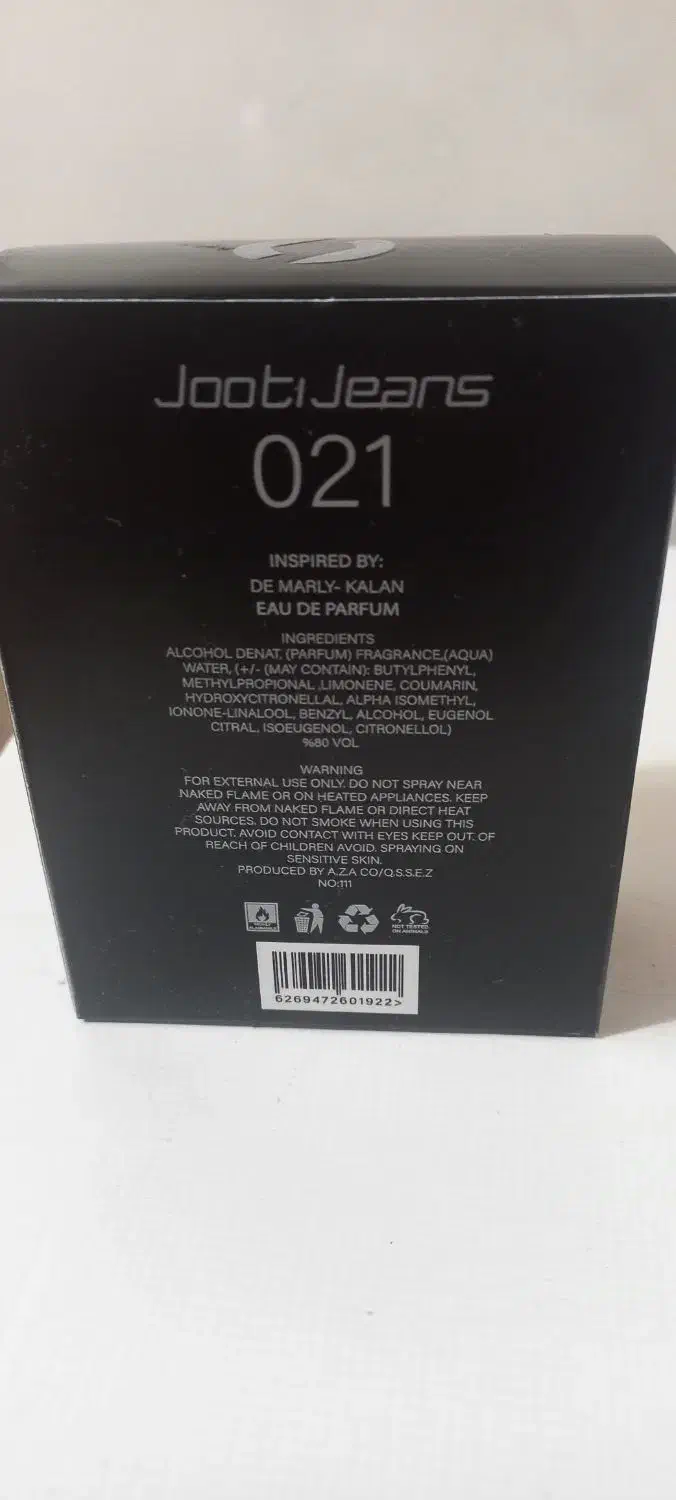 Jooti Jeans
021
INSPIRED BY:
DE MARLY- KALAN
EAU DE PARFUM
INGREDIENTS
ALCOHOL DENAT. (PARFUM) FRAGRANCE,(AQUA)
WATER, (+/- (MAY CONTAIN): BUTYLPHENYL,
METHYLPROPIONAL ,LIMONENE, COUMARIN,
HYDROXYCITRONELLAL, ALPHA ISOMETHYL,
IONONE-LINALOOL, BENZYL, ALCOHOL, EUGENOL
CITRAL, ISOEUGENOL, CITRONELLOL)
%80 VOL
WARNING
FOR EXTERNAL USE ONLY. DO NOT SPRAY NEAR
NAKED FLAME OR ON HEATED APPLIANCES. KEEP
AWAY FROM NAKED FLAME OR DIRECT HEAT
SOURCES. DO NOT SMOKE WHEN USING THIS
PRODUCT. AVOID CONTACT WITH EYES KEEP OUT. OF
REACH OF CHILDREN AVOID. SPRAYING ON
SENSITIVE SKIN.
PRODUCED BY A.Z.A CO/Q.S.S.E.Z
NO:111
HIGHLY
FLAMMABLE
NOT TESTED
ON ANIMALS
6269472601922>